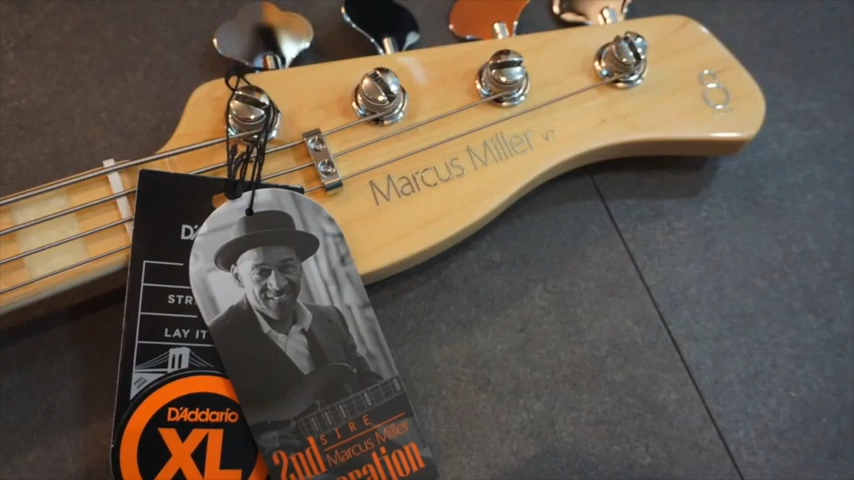 Marcus Miller V7
D'
STR
LAY IT
D'Addario
XL
SIRE
Marcus Miller
2nd
eration